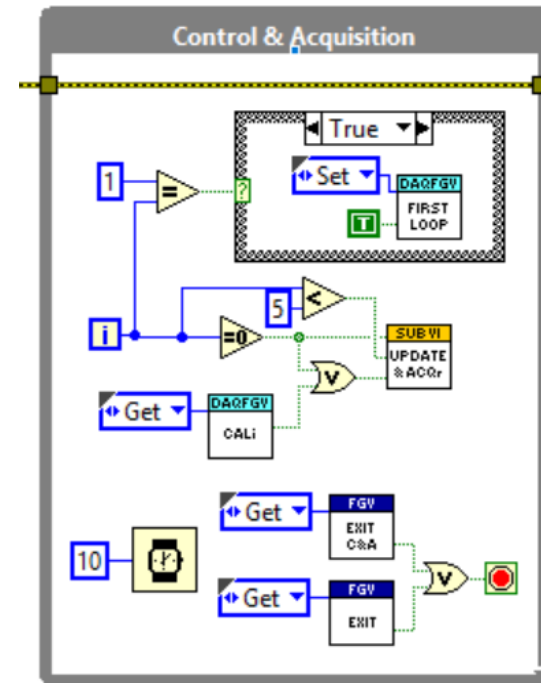 Control & Acquisition
True
1
=
?
Set
DAQFGV
FIRST
LOOP
T
5
<
i
=0
SUB VI
UPDATE
&ACQr
V
Get
DAQFGV
CALi
Get
FGV
EXIT
C&A
10
V
Get
FGV
EXIT